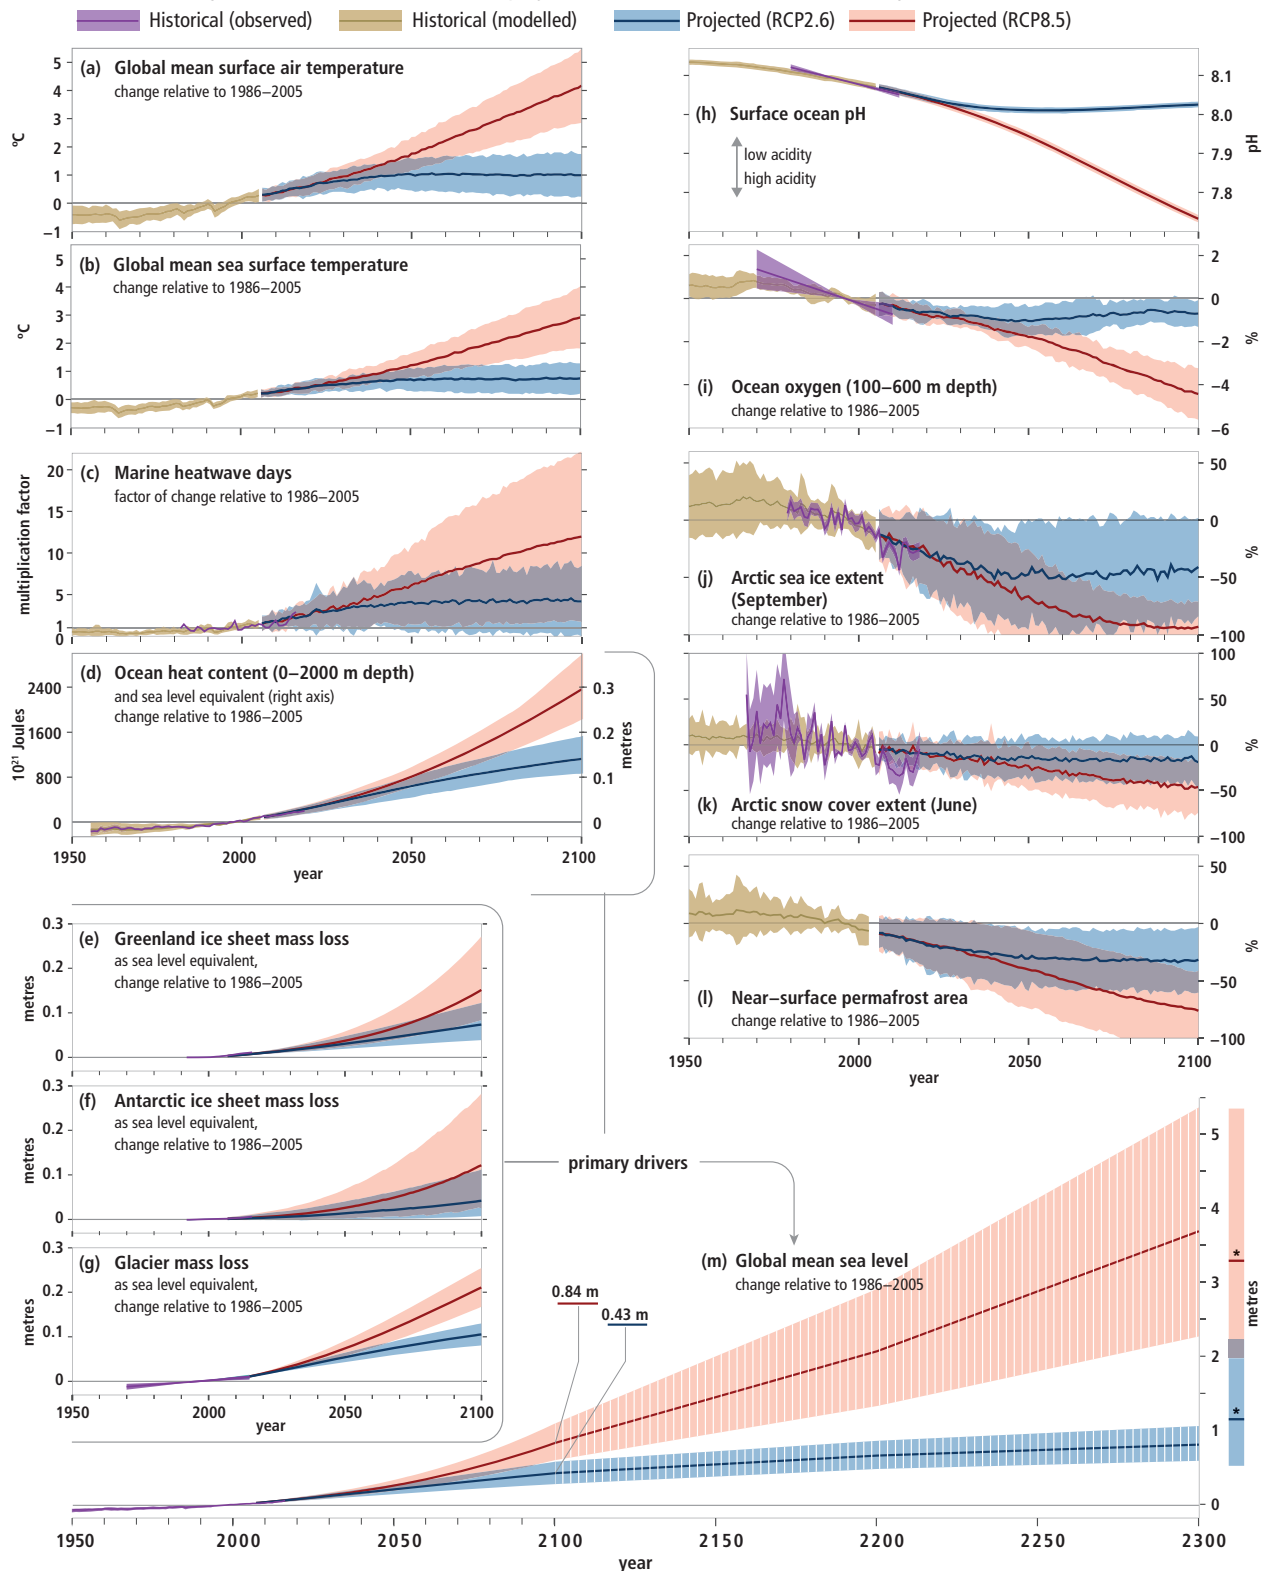 Historical (observed) Historical (modelled) Projected (RCP2.6) Projected (RCP8.5)
(a) Global mean surface air temperature
change relative to 1986–2005
5
4
3
2
1
0
−1
ºC
(b) Global mean sea surface temperature
change relative to 1986–2005
5
4
3
2
1
0
−1
ºC
(c) Marine heatwave days
factor of change relative to 1986–2005
20
15
10
5
1
0
multiplication factor
(d) Ocean heat content (0–2000 m depth)
and sea level equivalent (right axis)
change relative to 1986–2005
2400
1600
800
0
10²¹ Joules
0.3
0.2
0.1
0
metres
1950 2000 2050 2100
year
(e) Greenland ice sheet mass loss
as sea level equivalent,
change relative to 1986–2005
0.3
0.2
0.1
0
metres
(f) Antarctic ice sheet mass loss
as sea level equivalent,
change relative to 1986–2005
0.3
0.2
0.1
0
metres
(g) Glacier mass loss
as sea level equivalent,
change relative to 1986–2005
0.3
0.2
0.1
0
metres
1950 2000 2050 2100
year
(h) Surface ocean pH
low acidity
high acidity
8.1
8.0
7.9
7.8
pH
(i) Ocean oxygen (100–600 m depth)
change relative to 1986–2005
2
0
−2
−4
−6
%
(j) Arctic sea ice extent
(September)
change relative to 1986–2005
50
0
−50
−100
%
(k) Arctic snow cover extent (June)
change relative to 1986–2005
100
50
0
−50
−100
%
(l) Near–surface permafrost area
change relative to 1986–2005
50
0
−50
−100
%
1950 2000 2050 2100
year
primary drivers
(m) Global mean sea level
change relative to 1986–2005
0.84 m
0.43 m
5
4
3
2
1
0
metres
*
*
1950 2000 2050 2100 2150 2200 2250 2300
year